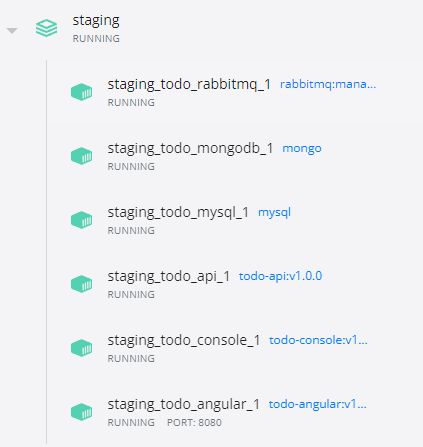 staging
RUNNING
staging_todo_rabbitmq_1 rabbitmq:mana...
RUNNING
staging_todo_mongodb_1 mongo
RUNNING
staging_todo_mysql_1 mysql
RUNNING
staging_todo_api_1 todo-api:v1.0.0
RUNNING
staging_todo_console_1 todo-console:v1...
RUNNING
staging_todo_angular_1 todo-angular:v1...
RUNNING PORT: 8080